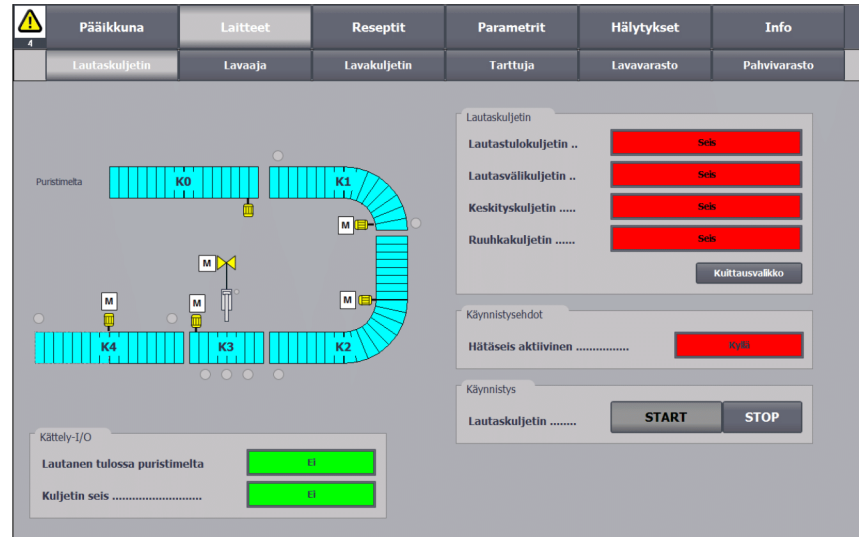 4
Pääikkuna
Laitteet
Reseptit
Parametrit
Hälytykset
Info
Lautaskuljetin
Lavaaja
Lavakuljetin
Tarttuja
Lavavarasto
Pahvivarasto
Puristimelta
K0
K1
M
M
M
M
M
K4
K3
K2
Lautaskuljetin
Lautastulokuljetin .. Seis
Lautasvälikuljetin .. Seis
Keskityskuljetin ..... Seis
Ruuhkakuljetin ...... Seis
Kuittausvalikko
Käynnistysehdot
Hätäseis aktiivinen ................ Kyllä
Käynnistys
Lautaskuljetin ........ START STOP
Kättely-I/O
Lautanen tulossa puristimelta Ei
Kuljetin seis ........................... Ei